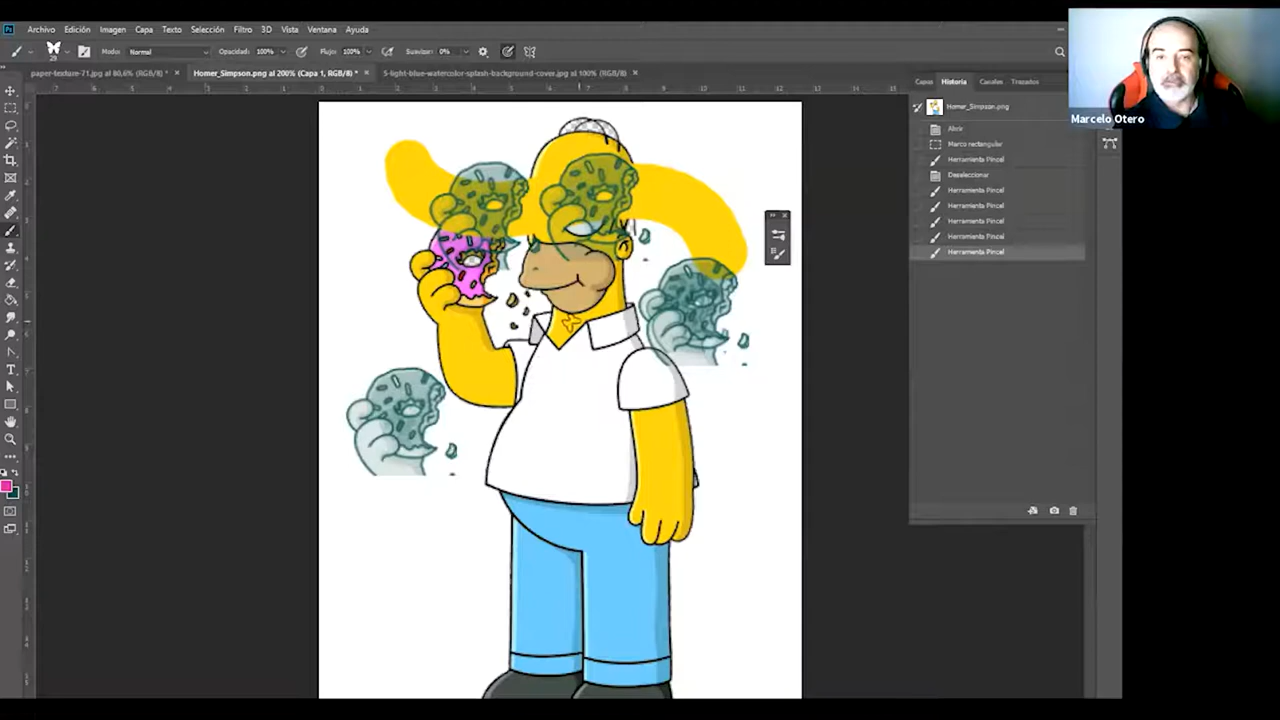 Ps Archivo Edición Imagen Capa Texto Selección Filtro 3D Vista Ventana Ayuda
29 Modo: Normal Opacidad: 100% Flujo: 100% Suavizar: 0%
paper-texture-71.jpg al 80,6% (RGB/8) * × Homer_Simpson.png al 200% (Capa 1, RGB/8) * × 5-light-blue-watercolor-splash-background-cover.jpg al 100% (RGB/8) ×
Capas Historia Canales Trazados
Homer_Simpson.png
Abrir
Marco rectangular
Herramienta Pincel
Deseleccionar
Herramienta Pincel
Herramienta Pincel
Herramienta Pincel
Herramienta Pincel
Herramienta Pincel
Marcelo Otero